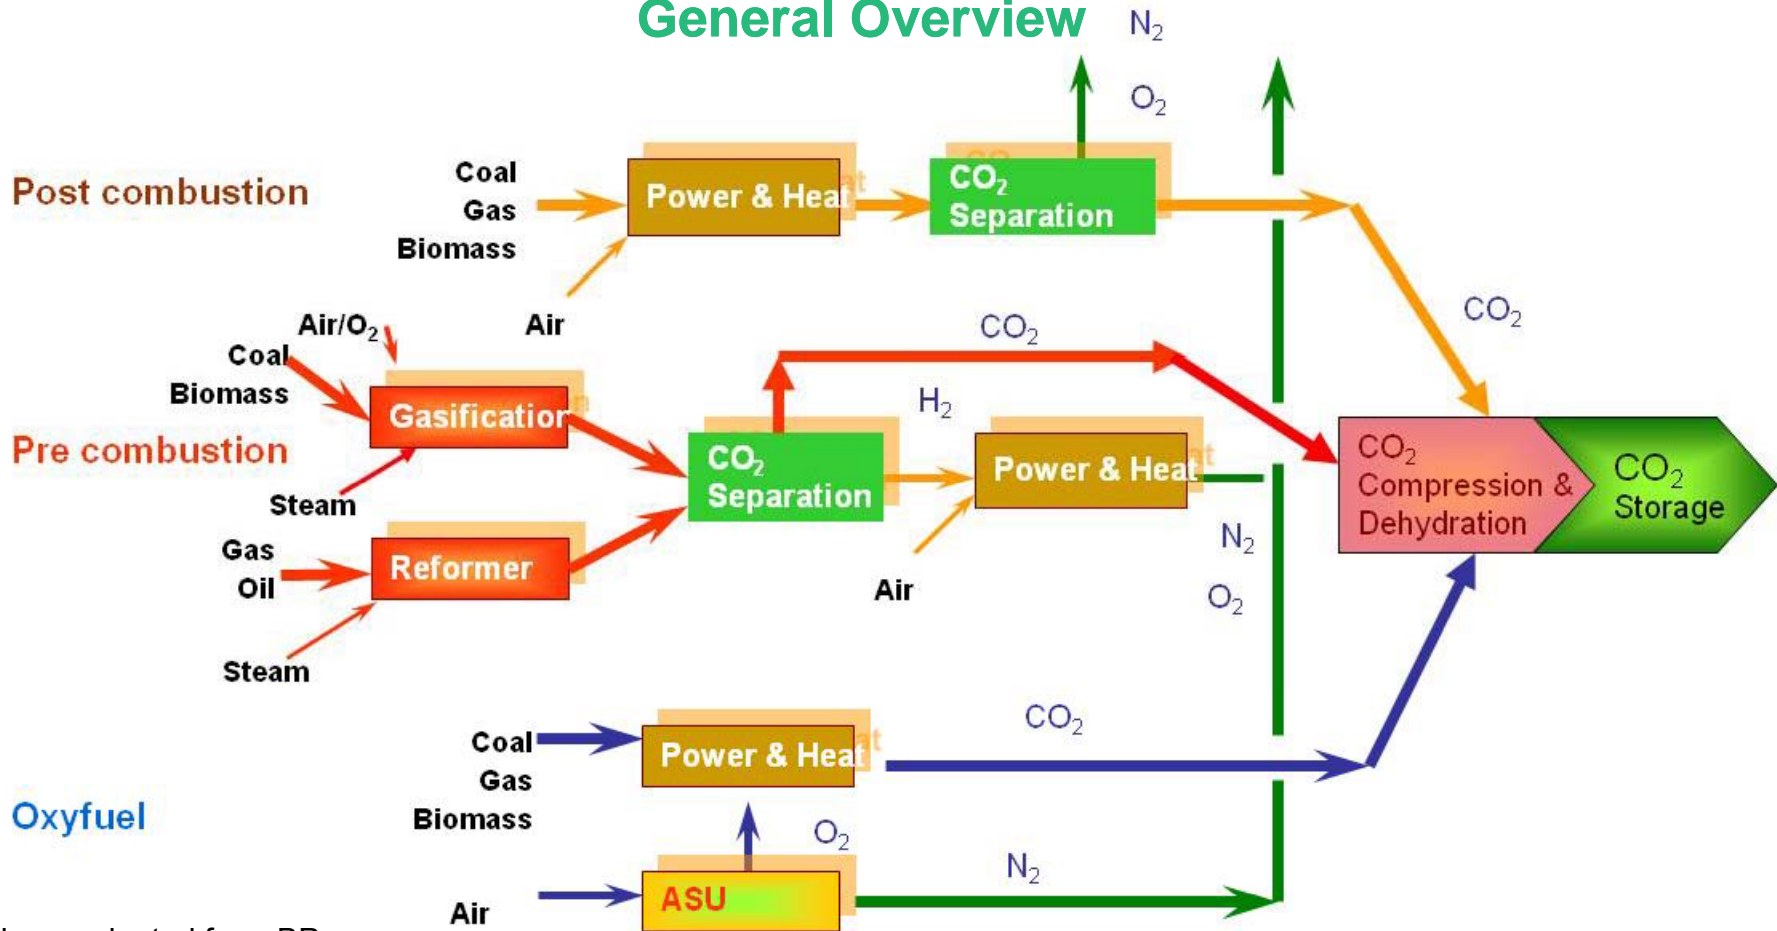 General Overview
N2
O2
Post combustion
Coal
Gas
Biomass
Power & Heat
CO2
Separation
Air
CO2
Air/O2
Coal
Biomass
Gasification
Pre combustion
Steam
Gas
Oil
Reformer
Steam
CO2
Separation
CO2
H2
Power & Heat
Air
N2
O2
CO2
Compression &
Dehydration
CO2
Storage
Oxyfuel
Coal
Gas
Biomass
Power & Heat
CO2
O2
Air
ASU
N2